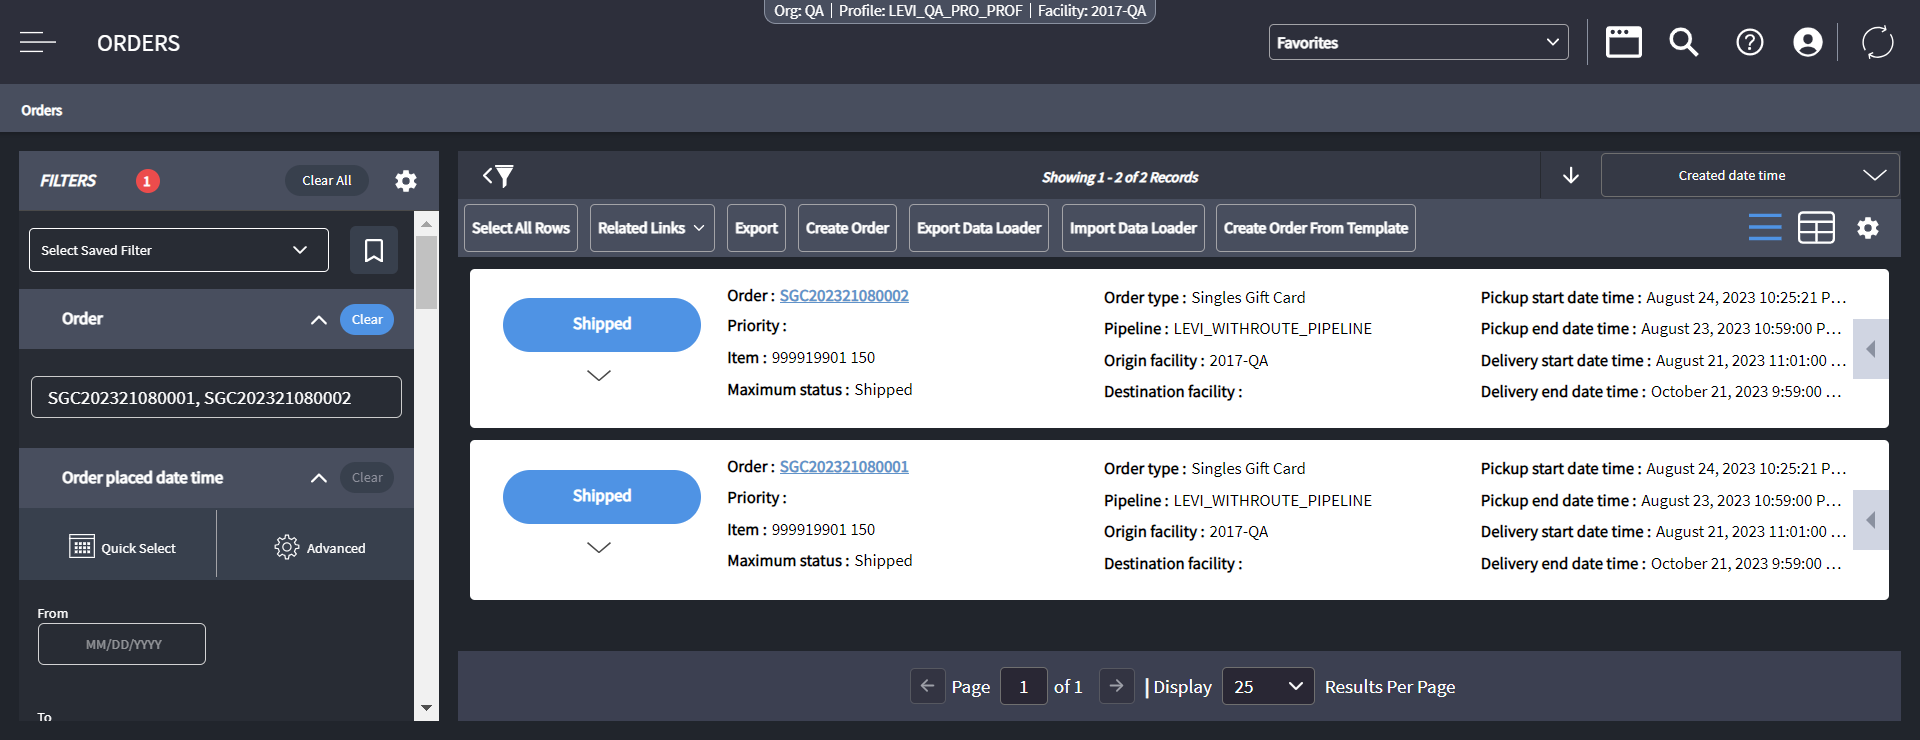 Org: QA | Profile: LEVI_QA_PRO_PROF | Facility: 2017-QA
ORDERS
Favorites
Orders
FILTERS 1 Clear All
Select Saved Filter
Order Clear
SGC202321080001, SGC202321080002
Order placed date time Clear
Quick Select Advanced
From
MM/DD/YYYY
To
Showing 1 - 2 of 2 Records
Created date time
Select All Rows Related Links Export Create Order Export Data Loader Import Data Loader Create Order From Template
Shipped
Order : SGC202321080002
Priority :
Item : 999919901 150
Maximum status : Shipped
Order type : Singles Gift Card
Pipeline : LEVI_WITHROUTE_PIPELINE
Origin facility : 2017-QA
Destination facility :
Pickup start date time : August 24, 2023 10:25:21 P...
Pickup end date time : August 23, 2023 10:59:00 P...
Delivery start date time : August 21, 2023 11:01:00 ...
Delivery end date time : October 21, 2023 9:59:00 ...
Shipped
Order : SGC202321080001
Priority :
Item : 999919901 150
Maximum status : Shipped
Order type : Singles Gift Card
Pipeline : LEVI_WITHROUTE_PIPELINE
Origin facility : 2017-QA
Destination facility :
Pickup start date time : August 24, 2023 10:25:21 P...
Pickup end date time : August 23, 2023 10:59:00 P...
Delivery start date time : August 21, 2023 11:01:00 ...
Delivery end date time : October 21, 2023 9:59:00 ...
Page 1 of 1 | Display 25 Results Per Page